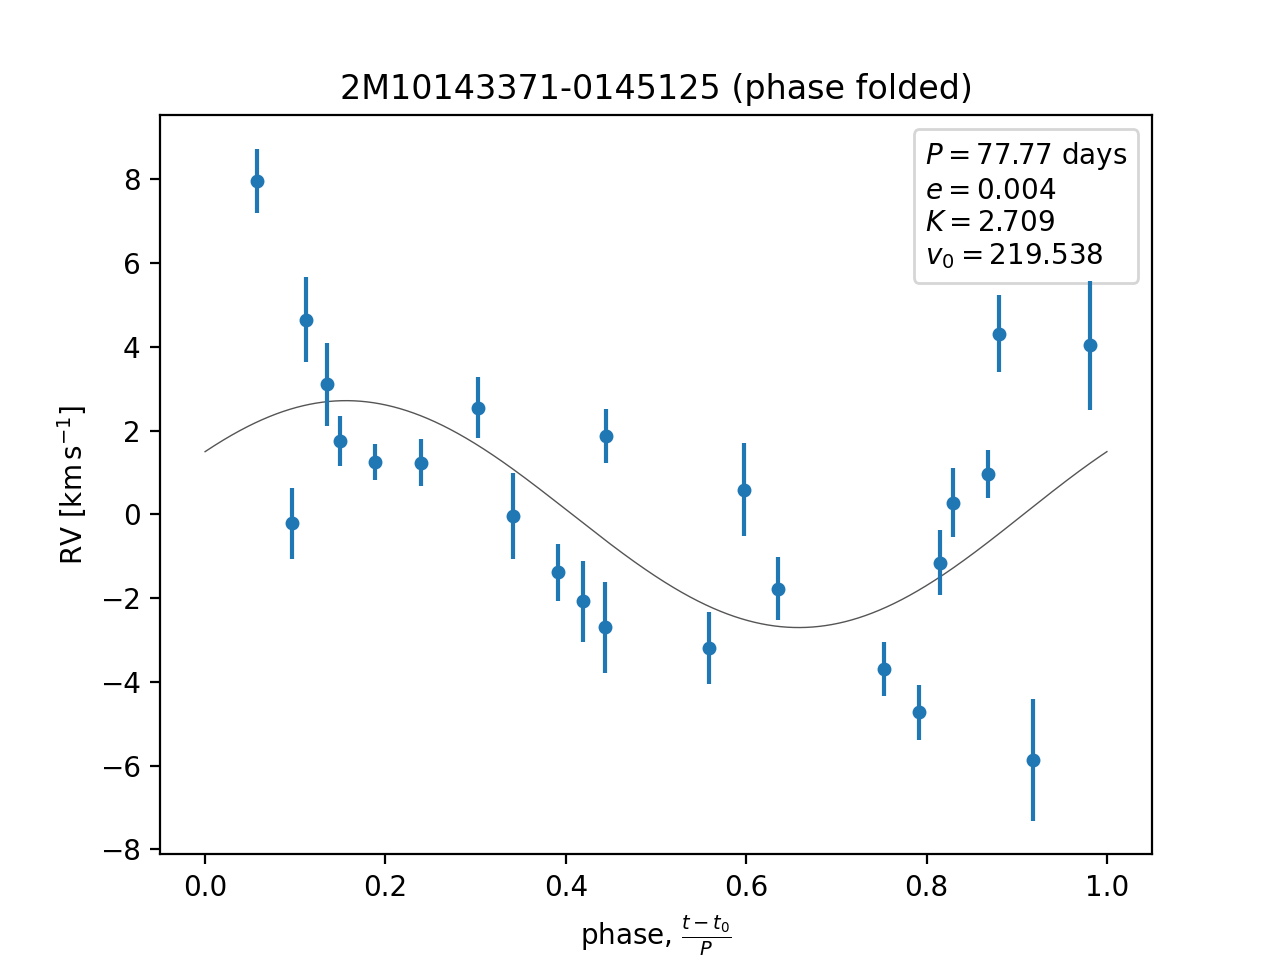 2M10143371-0145125 (phase folded)
P = 77.77 days
e = 0.004
K = 2.709
v₀ = 219.538
RV [km s⁻¹]
8
6
4
2
0
−2
−4
−6
−8
0.0 0.2 0.4 0.6 0.8 1.0
phase, (t − t₀)/P